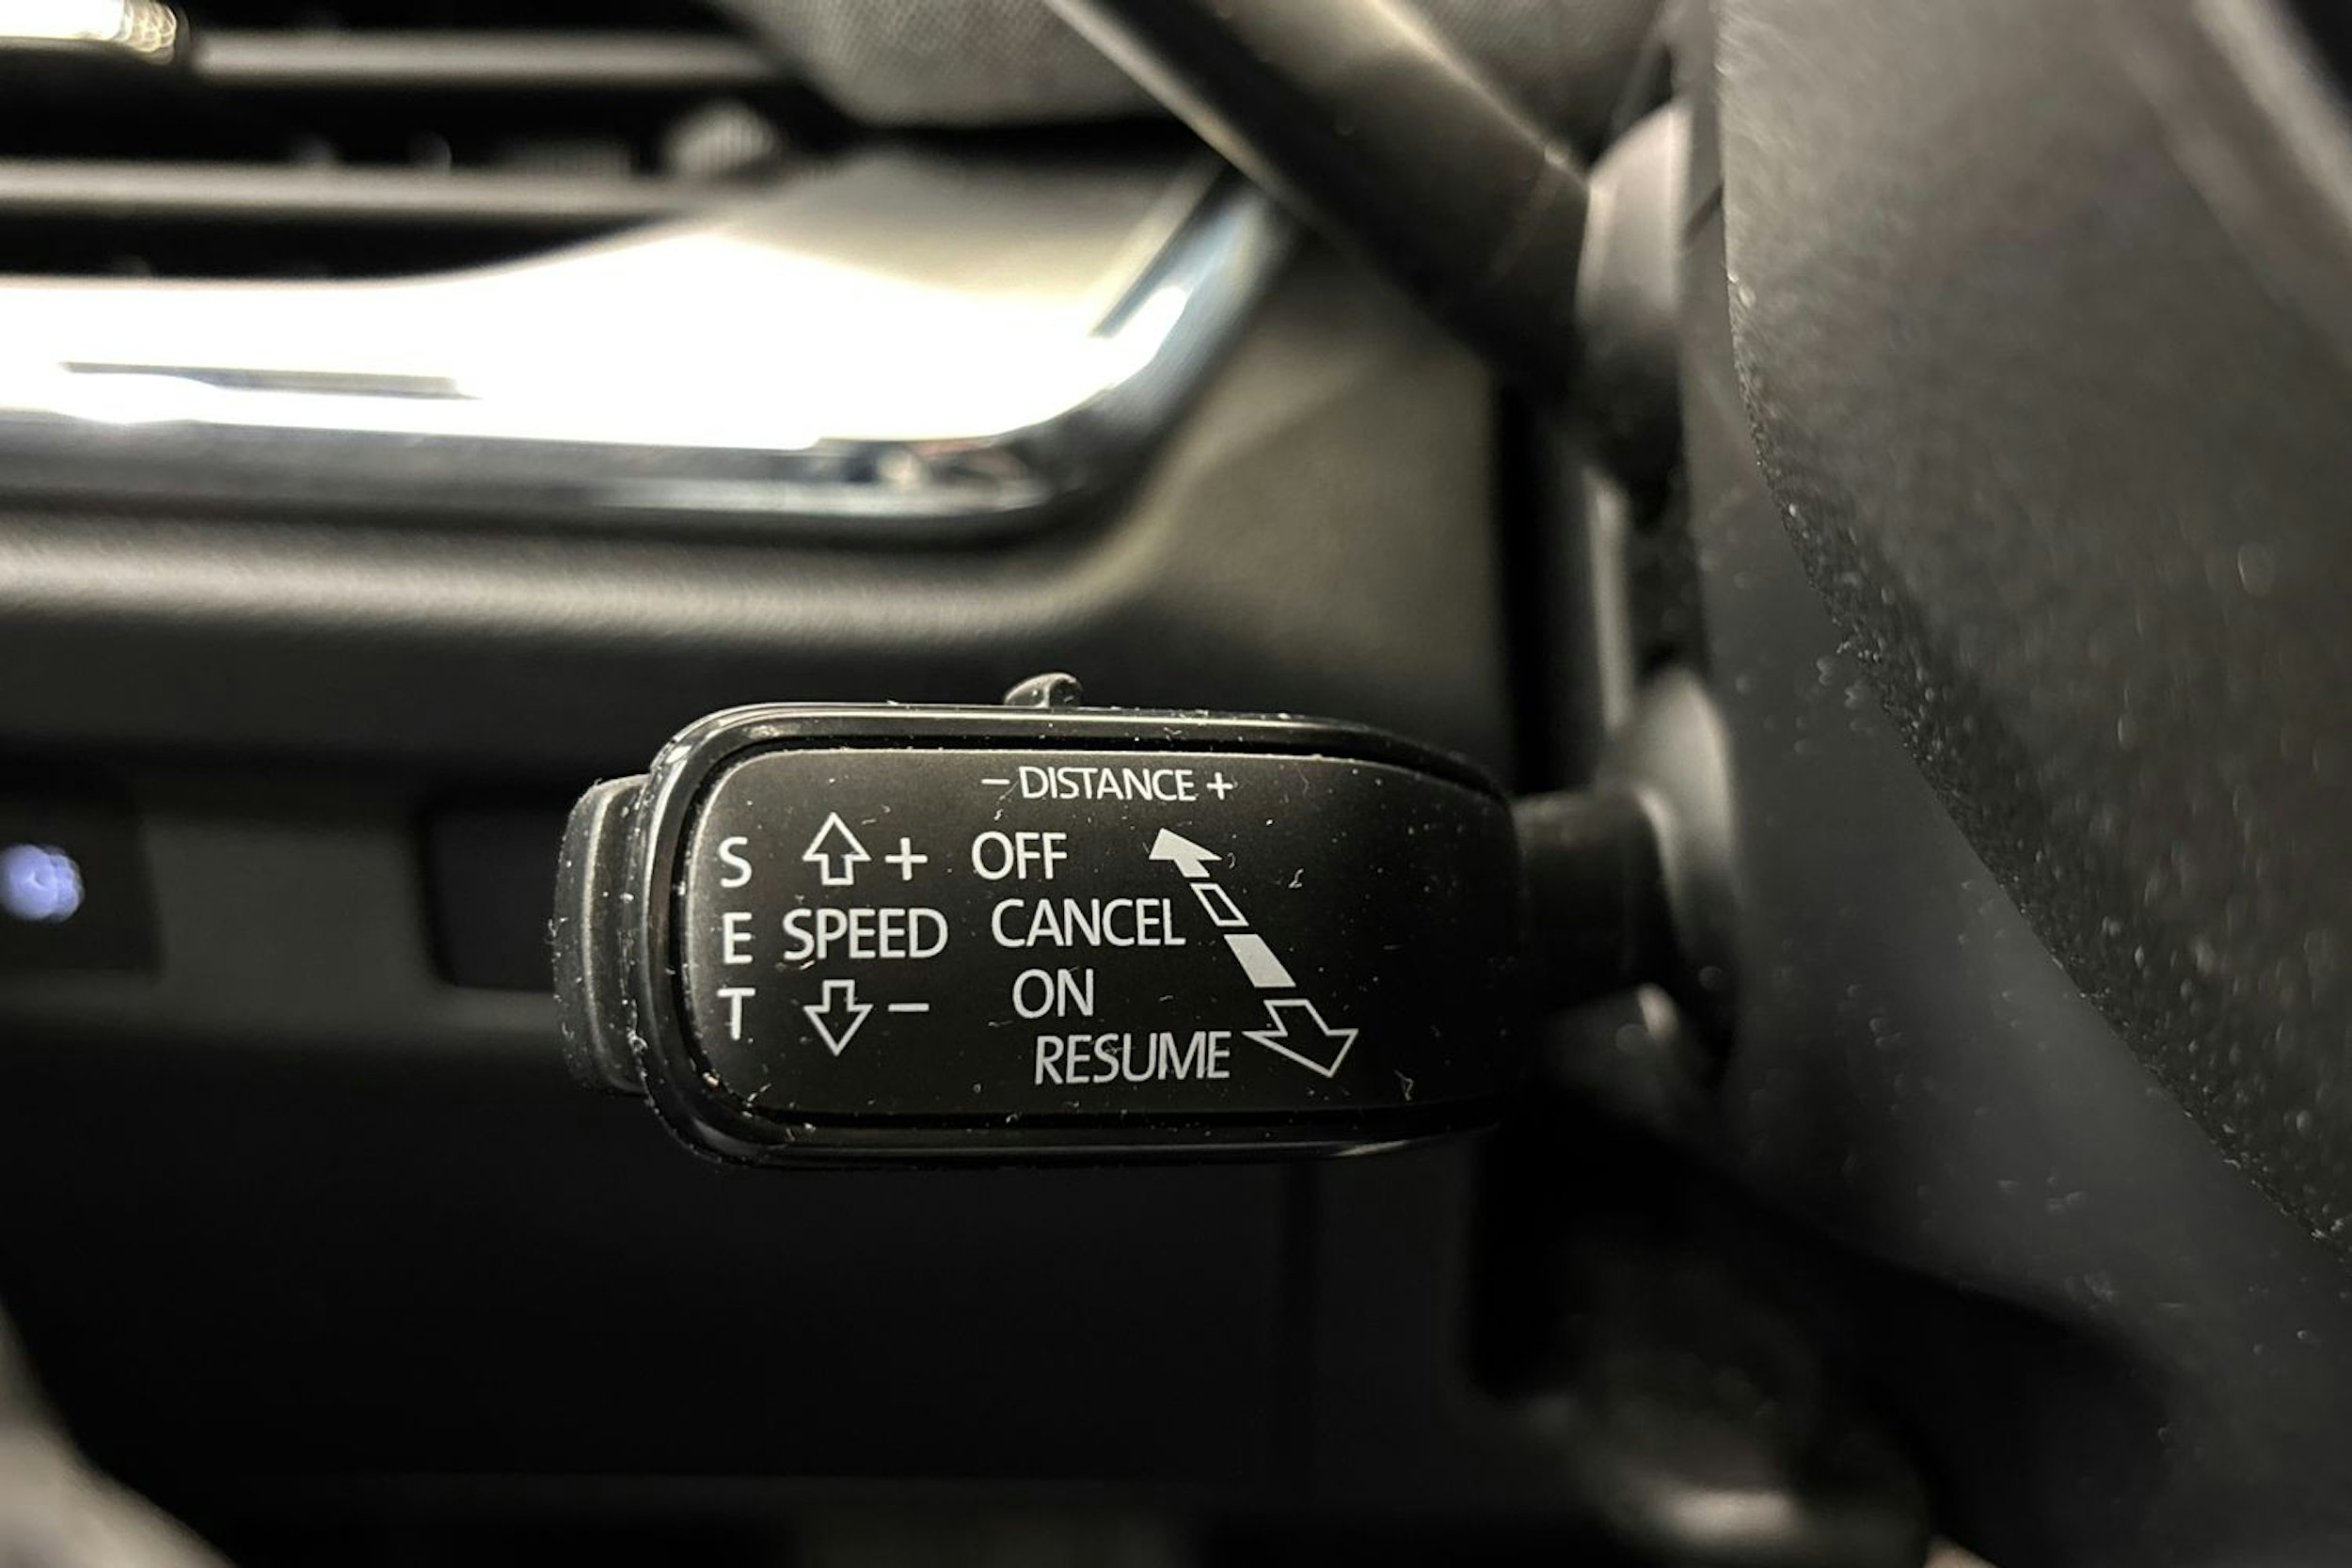 – DISTANCE +
S + OFF
E SPEED CANCEL
T – ON
RESUME